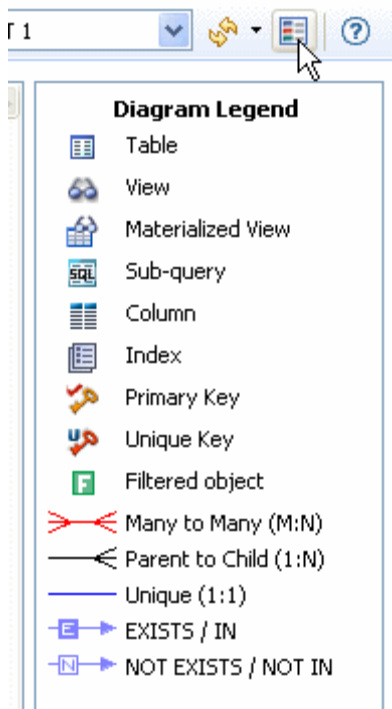 T 1
Diagram Legend
Table
View
Materialized View
SQL Sub-query
Column
Index
Primary Key
U Unique Key
F Filtered object
Many to Many (M:N)
Parent to Child (1:N)
Unique (1:1)
E EXISTS / IN
N NOT EXISTS / NOT IN